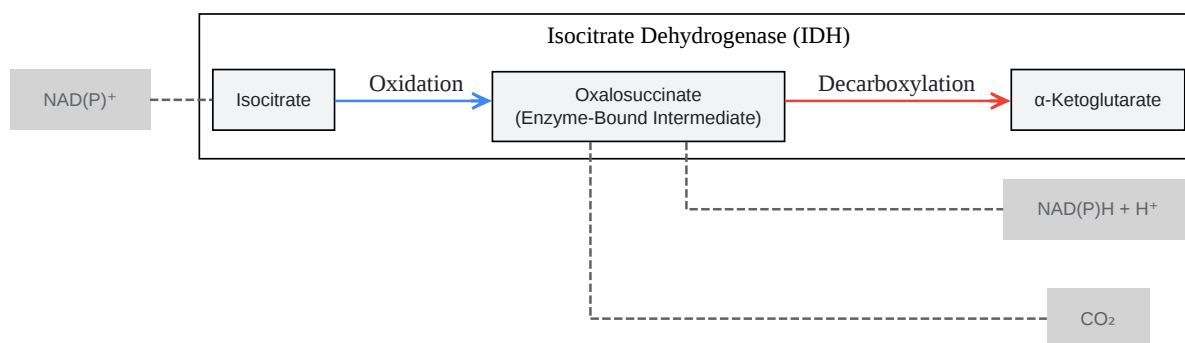 Isocitrate Dehydrogenase (IDH)
NAD(P)⁺
Isocitrate
Oxidation
Oxalosuccinate
(Enzyme-Bound Intermediate)
Decarboxylation
α-Ketoglutarate
NAD(P)H + H⁺
CO₂